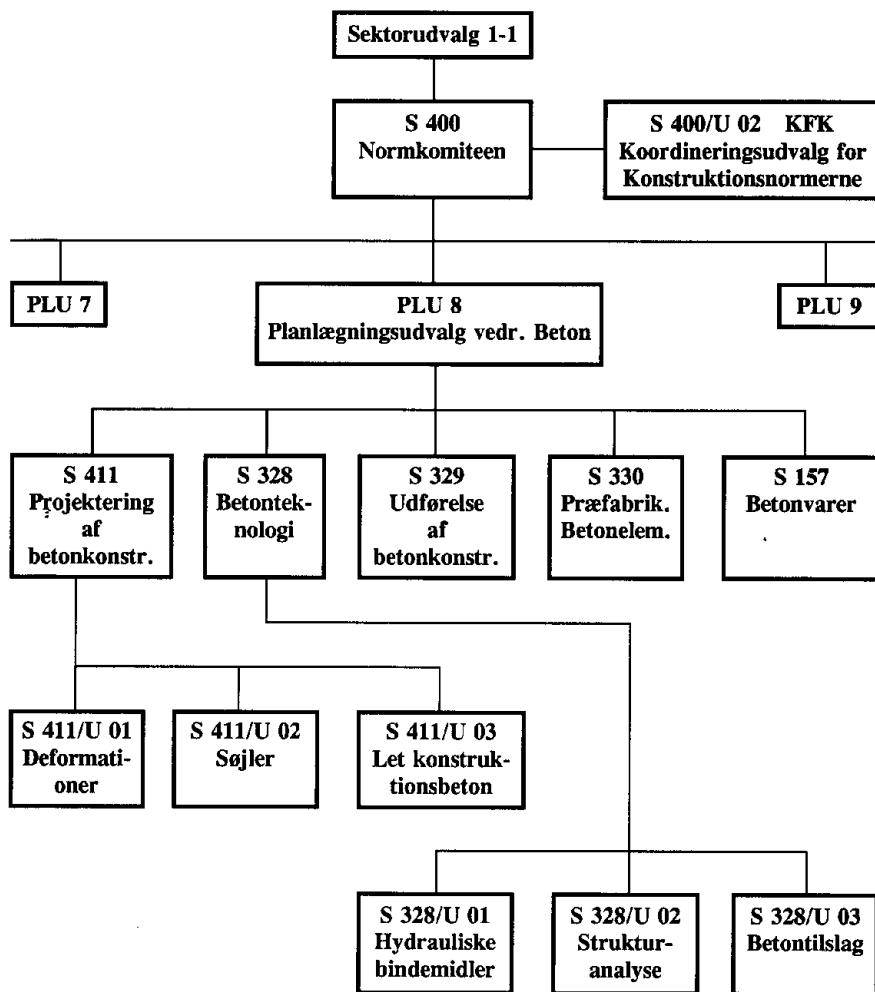 Sektorudvalg 1-1
S 400
Normkomiteen
S 400/U 02 KFK
Koordineringsudvalg for
Konstruktionsnormerne
PLU 7
PLU 8
Planlægningsudvalg vedr. Beton
PLU 9
S 411
Projektering
af
betonkonstr.
S 328
Betontek-
nologi
S 329
Udførelse
af
betonkonstr.
S 330
Præfabrik.
Betonelem.
S 157
Betonvarer
S 411/U 01
Deformati-
oner
S 411/U 02
Søjler
S 411/U 03
Let konstruk-
tionsbeton
S 328/U 01
Hydrauliske
bindemidler
S 328/U 02
Struktur-
analyse
S 328/U 03
Betontilslag